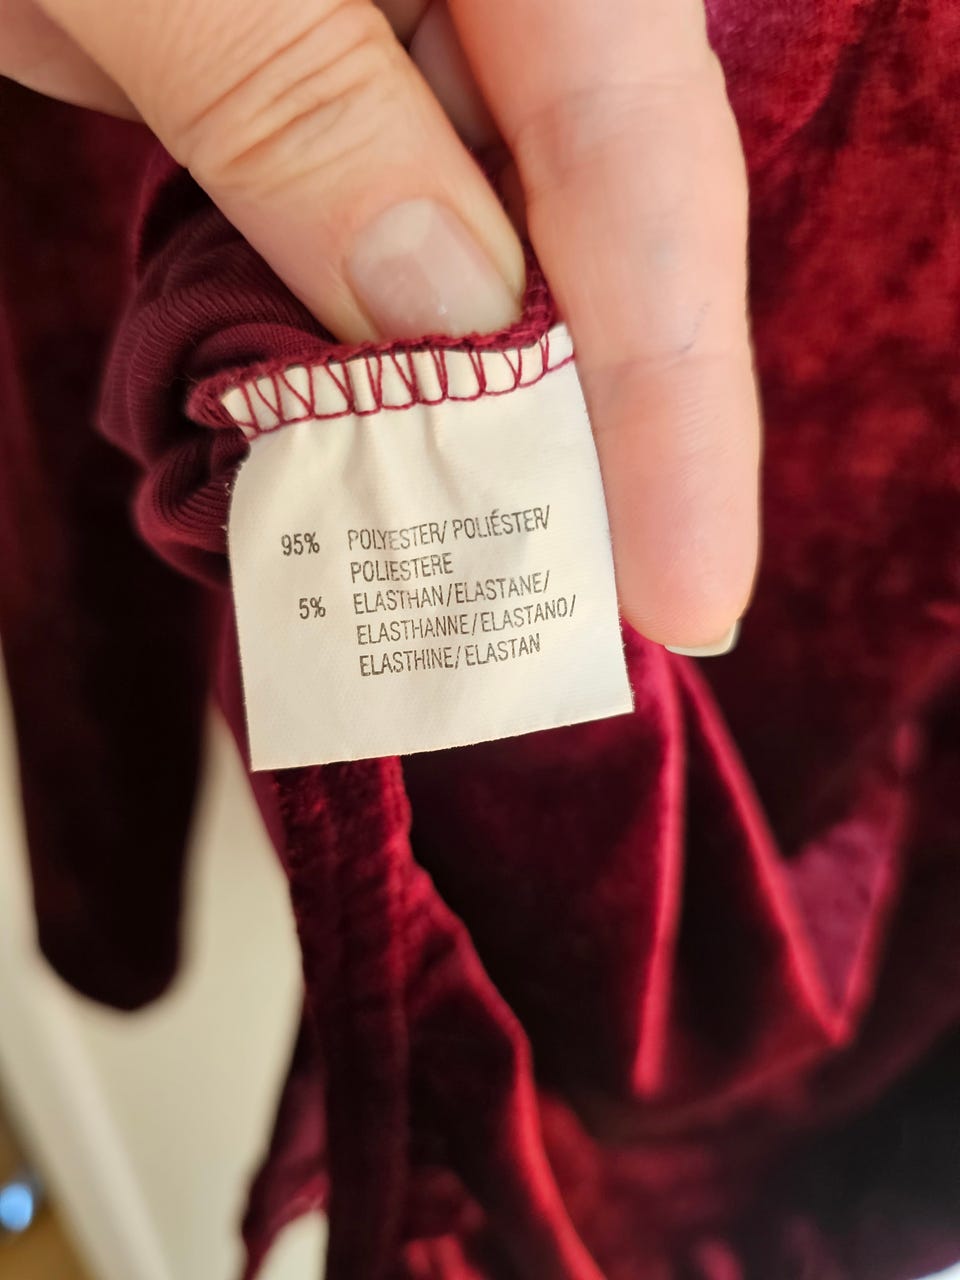 95% POLYESTER/ POLIÉSTER/
POLIESTERE
5% ELASTHAN/ELASTANE/
ELASTHANNE/ELASTANO/
ELASTHINE/ELASTAN